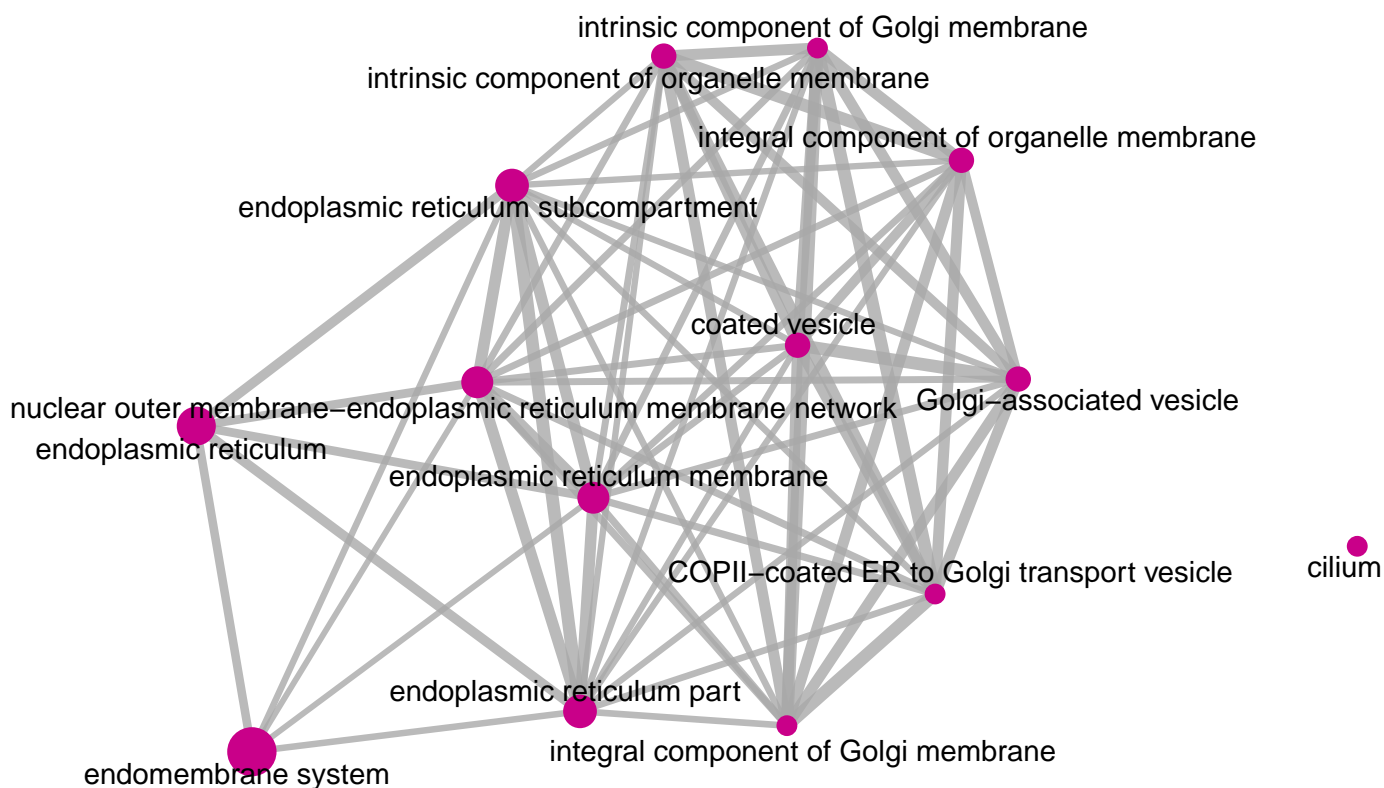 intrinsic component of Golgi membrane
intrinsic component of organelle membrane
integral component of organelle membrane
endoplasmic reticulum subcompartment
coated vesicle
Golgi−associated vesicle
nuclear outer membrane−endoplasmic reticulum membrane network
endoplasmic reticulum
endoplasmic reticulum membrane
cilium
COPII−coated ER to Golgi transport vesicle
endoplasmic reticulum part
integral component of Golgi membrane
endomembrane system